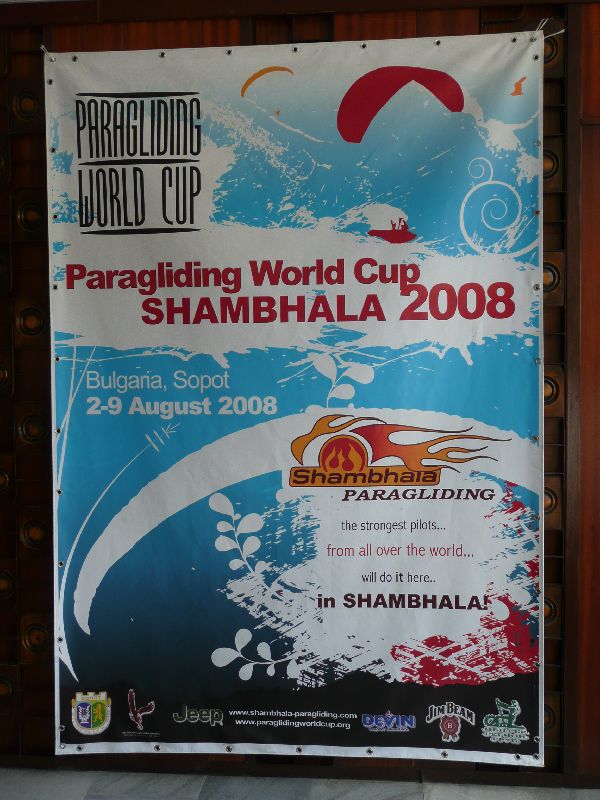 PARAGLIDING
WORLD CUP
Paragliding World Cup
SHAMBHALA 2008
Bulgaria, Sopot
2-9 August 2008
Shambhala
PARAGLIDING
the strongest pilots...
from all over the world...
will do it here..
in SHAMBHALA!
Jeep
www.shambhala-paragliding.com
www.paraglidingworldcup.org
DEVIN
JIM BEAM